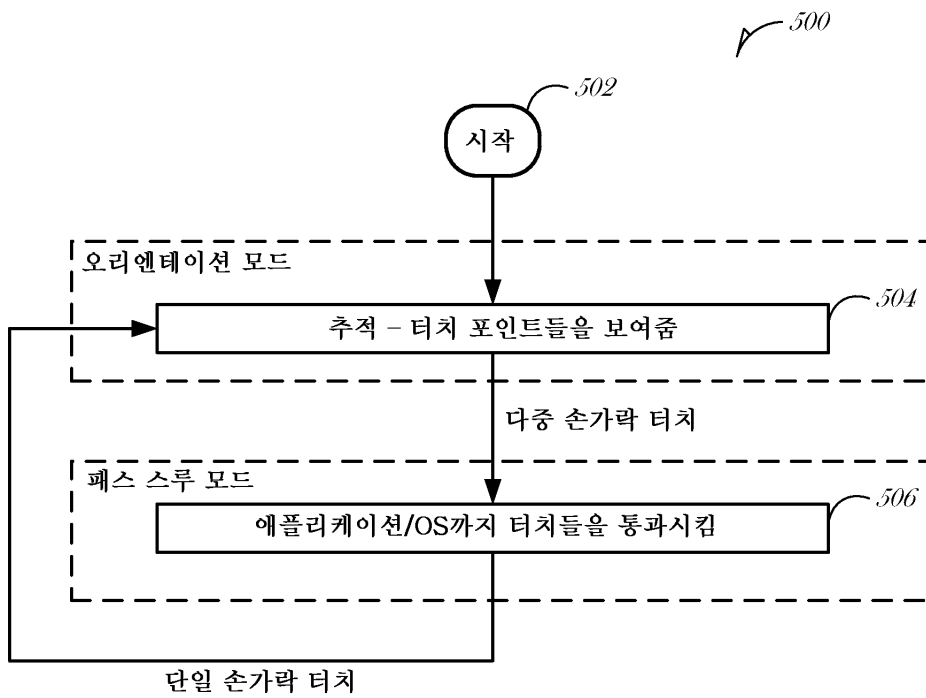 500
502
시작
오리엔테이션 모드
504
추적 – 터치 포인트들을 보여줌
다중 손가락 터치
패스 스루 모드
506
애플리케이션/OS까지 터치들을 통과시킴
단일 손가락 터치